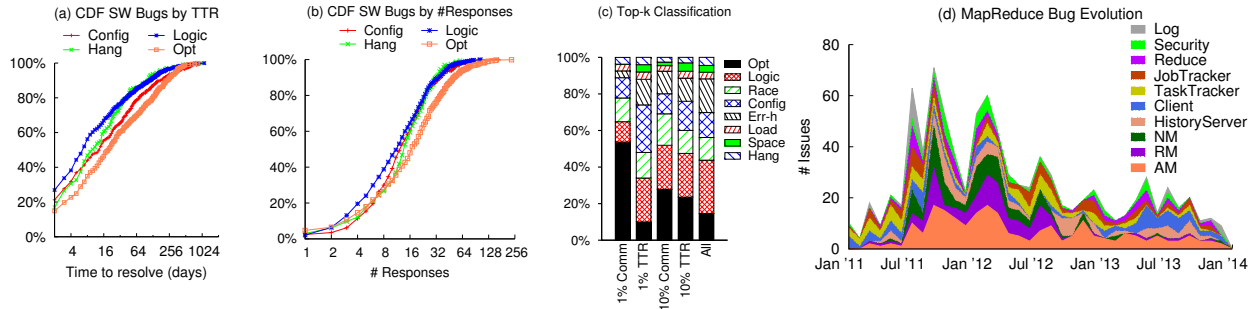 (a) CDF SW Bugs by TTR
Config
Logic
Hang
Opt
100%
80%
60%
40%
20%
0%
4
16
64
256
1024
Time to resolve (days)
(b) CDF SW Bugs by #Responses
Config
Logic
Hang
Opt
100%
80%
60%
40%
20%
0%
1
2
4
8
16
32
64
128
256
# Responses
(c) Top-k Classification
100%
80%
60%
40%
20%
0%
Opt
Logic
Race
Config
Err-h
Load
Space
Hang
1% Comm
1% TTR
10% Comm
10% TTR
All
(d) MapReduce Bug Evolution
# Issues
80
60
40
20
0
Log
Security
Reduce
JobTracker
TaskTracker
Client
HistoryServer
NM
RM
AM
Jan '11
Jul '11
Jan '12
Jul '12
Jan '13
Jul '13
Jan '14